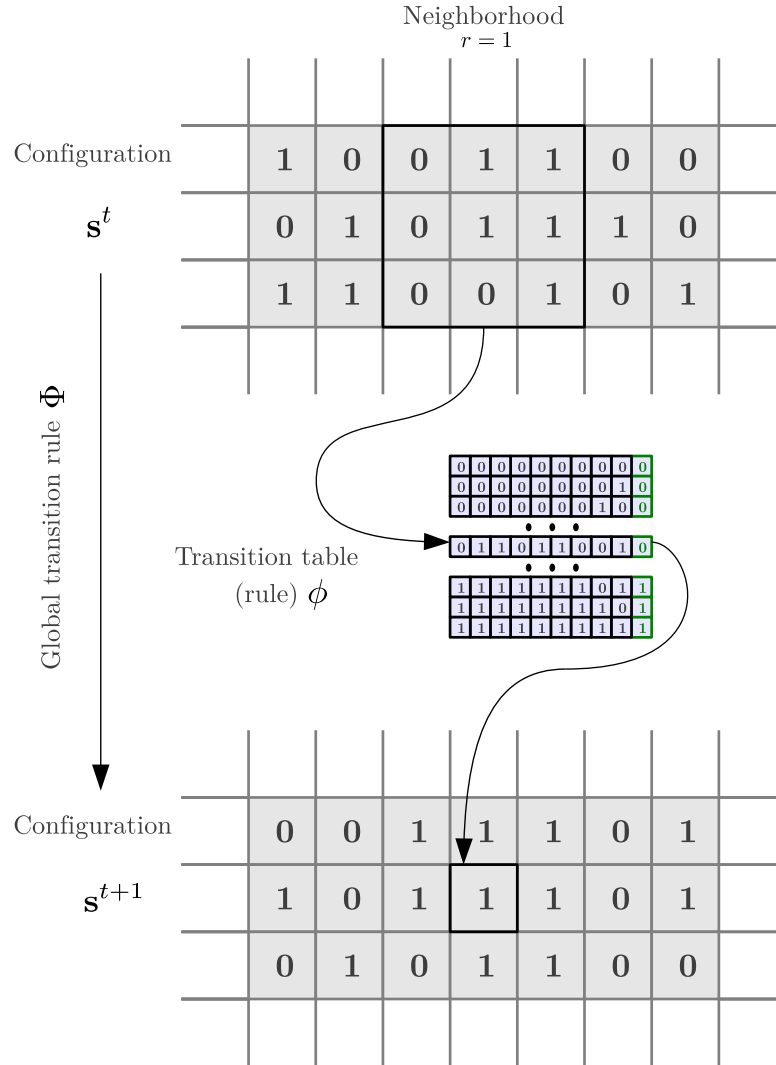 Neighborhood
r = 1
Configuration
1 0 0 1 1 0 0
s^t
0 1 0 1 1 1 0
1 1 0 0 1 0 1
Global transition rule Φ
0 0 0 0 0 0 0 0 0 0
0 0 0 0 0 0 0 0 1 0
0 0 0 0 0 0 0 1 0 0
0 1 1 0 1 1 0 0 1 0
Transition table
(rule) ϕ
1 1 1 1 1 1 1 0 1 1
1 1 1 1 1 1 1 1 0 1
1 1 1 1 1 1 1 1 1 1
Configuration
0 0 1 1 1 0 1
s^{t+1}
1 0 1 1 1 0 1
0 1 0 1 1 0 0